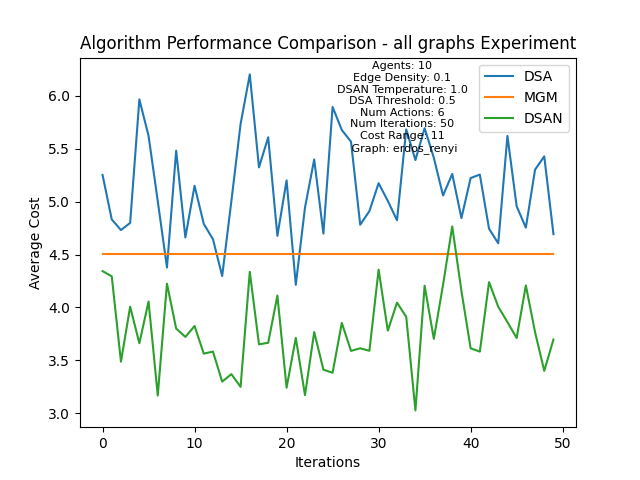 Algorithm Performance Comparison - all graphs Experiment
Agents: 10
Edge Density: 0.1
DSAN Temperature: 1.0
DSA Threshold: 0.5
Num Actions: 6
Num Iterations: 50
Cost Range: 11
Graph: erdos_renyi
DSA
MGM
DSAN
Average Cost
6.0
5.5
5.0
4.5
4.0
3.5
3.0
0 10 20 30 40 50
Iterations